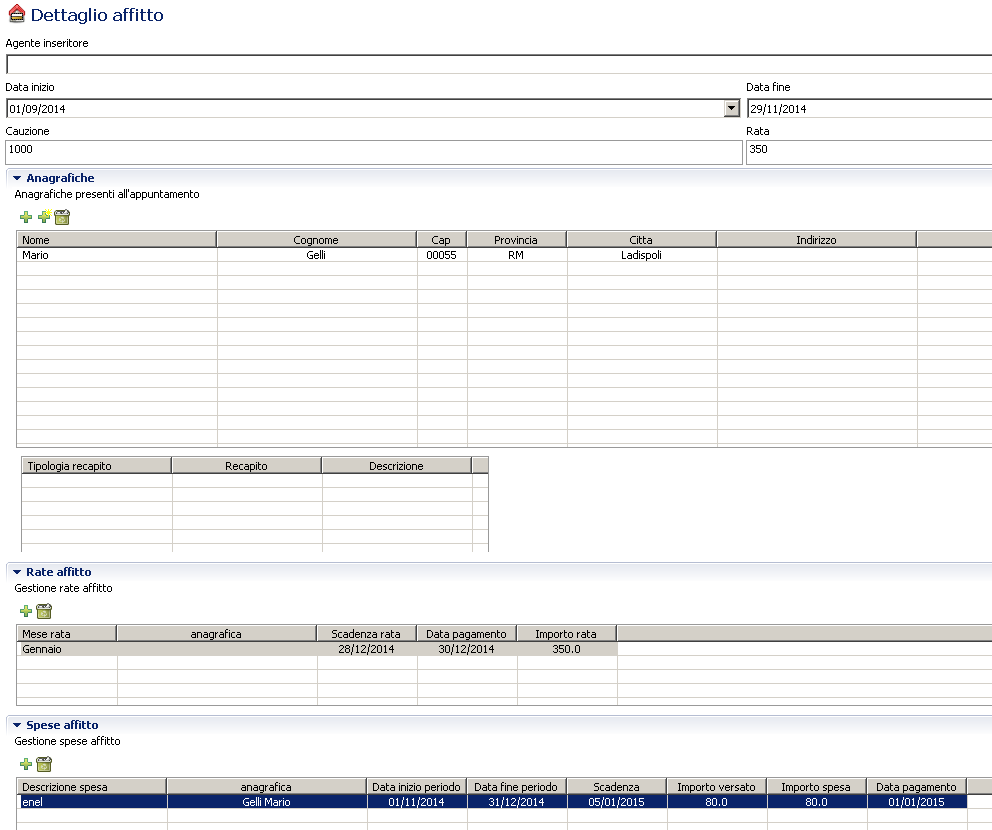 Dettaglio affitto
Agente inseritore
Data inizio Data fine
01/09/2014 29/11/2014
Cauzione Rata
1000 350
Anagrafiche
Anagrafiche presenti all'appuntamento
Nome Cognome Cap Provincia Citta Indirizzo
Mario Gelli 00055 RM Ladispoli
Tipologia recapito Recapito Descrizione
Rate affitto
Gestione rate affitto
Mese rata anagrafica Scadenza rata Data pagamento Importo rata
Gennaio 28/12/2014 30/12/2014 350.0
Spese affitto
Gestione spese affitto
Descrizione spesa anagrafica Data inizio periodo Data fine periodo Scadenza Importo versato Importo spesa Data pagamento
enel Gelli Mario 01/11/2014 31/12/2014 05/01/2015 80.0 80.0 01/01/2015